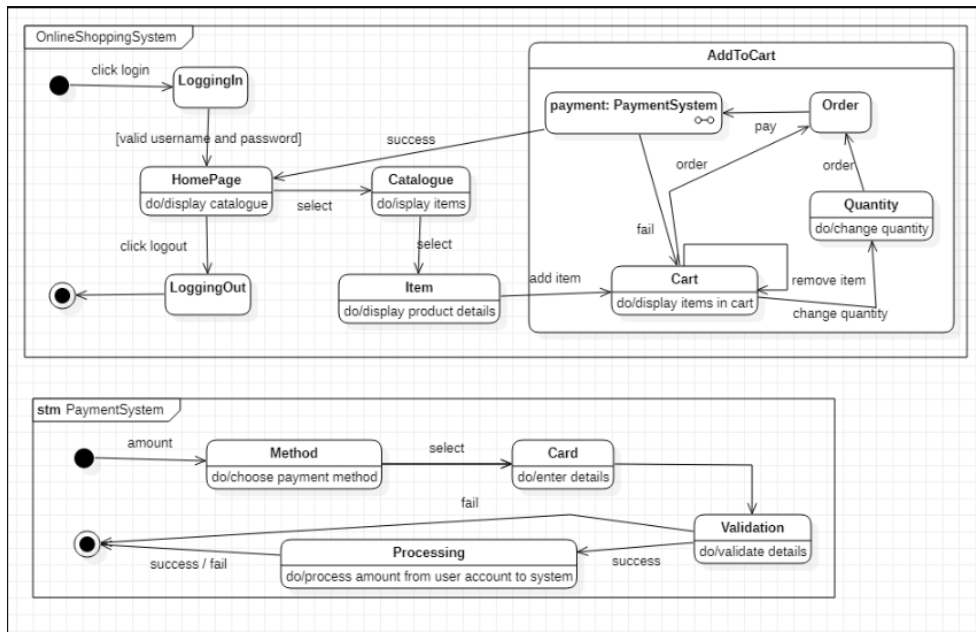 OnlineShoppingSystem
AddToCart
click login
LoggingIn
payment: PaymentSystem
Order
pay
[valid username and password]
success
order
order
HomePage
do/display catalogue
select
Catalogue
do/isplay items
Quantity
do/change quantity
click logout
select
fail
LoggingOut
Item
do/display product details
add item
Cart
do/display items in cart
remove item
change quantity
stm PaymentSystem
amount
Method
do/choose payment method
select
Card
do/enter details
fail
Validation
do/validate details
Processing
do/process amount from user account to system
success / fail
success